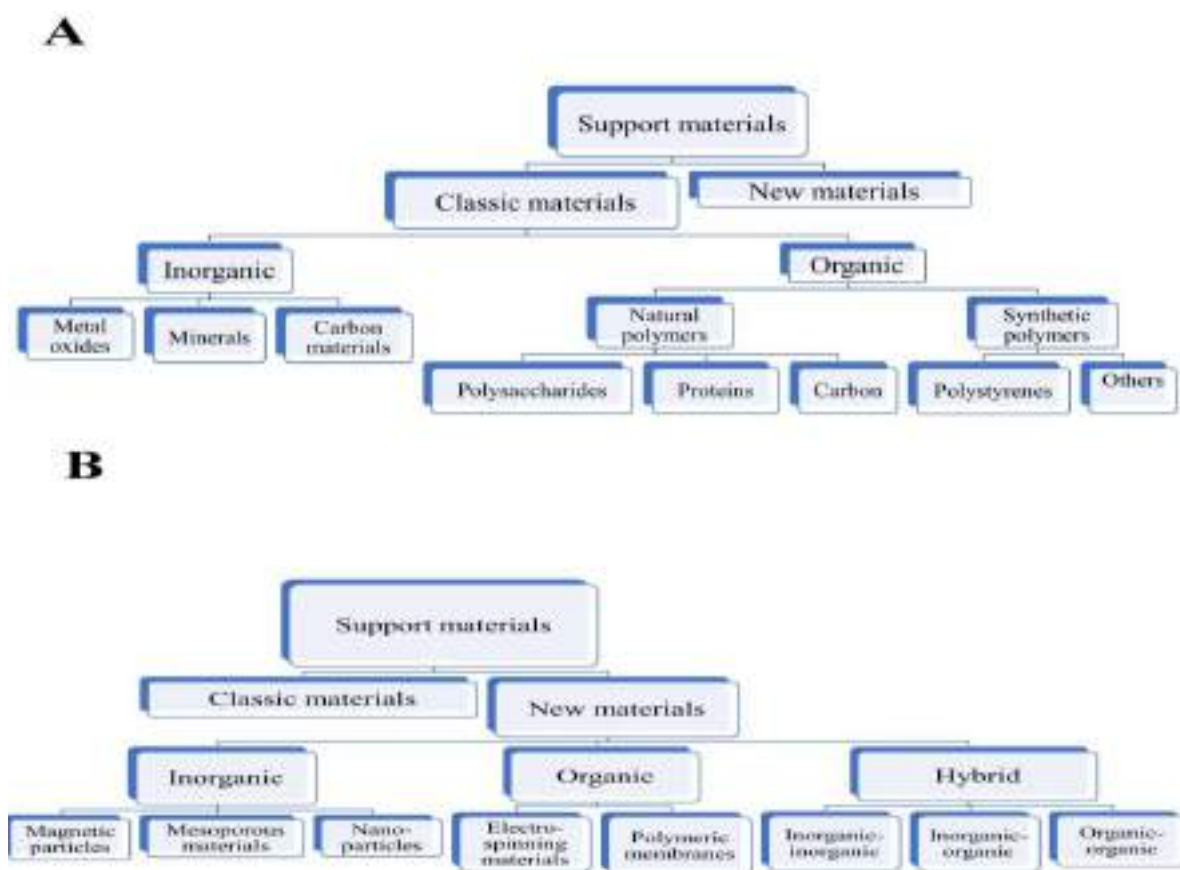 A
Support materials
Classic materials
New materials
Inorganic
Organic
Metal
oxides
Minerals
Carbon
materials
Natural
polymers
Synthetic
polymers
Polysaccharides
Proteins
Carbon
Polystyrenes
Others
B
Support materials
Classic materials
New materials
Inorganic
Organic
Hybrid
Magnetic
particles
Mesoporous
materials
Nano-
particles
Electro-
spinning
materials
Polymeric
membranes
Inorganic-
inorganic
Inorganic-
organic
Organic-
organic